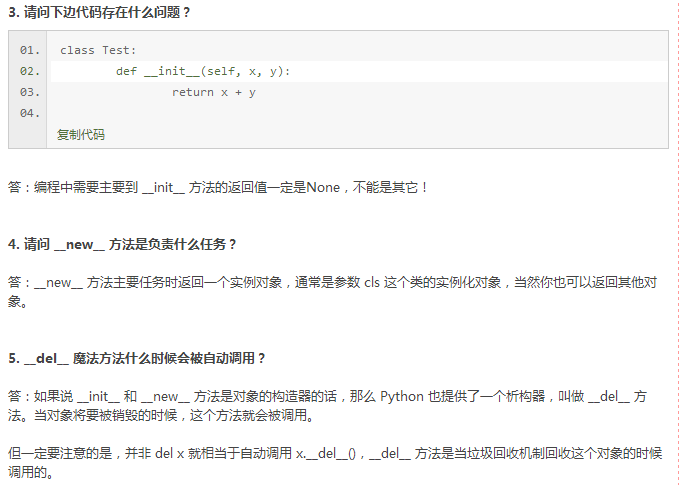 3. 请问下边代码存在什么问题？
01. class Test:
02. def __init__(self, x, y):
03. return x + y
04.
复制代码
答：编程中需要主要到 __init__ 方法的返回值一定是None，不能是其它！
4. 请问 __new__ 方法是负责什么任务？
答：__new__ 方法主要任务时返回一个实例对象，通常是参数 cls 这个类的实例化对象，当然你也可以返回其他对
象。
5. __del__ 魔法方法什么时候会被自动调用？
答：如果说 __init__ 和 __new__ 方法是对象的构造器的话，那么 Python 也提供了一个析构器，叫做 __del__ 方
法。当对象将要被销毁的时候，这个方法就会被调用。
但一定要注意的是，并非 del x 就相当于自动调用 x.__del__()，__del__ 方法是当垃圾回收机制回收这个对象的时候
调用的。